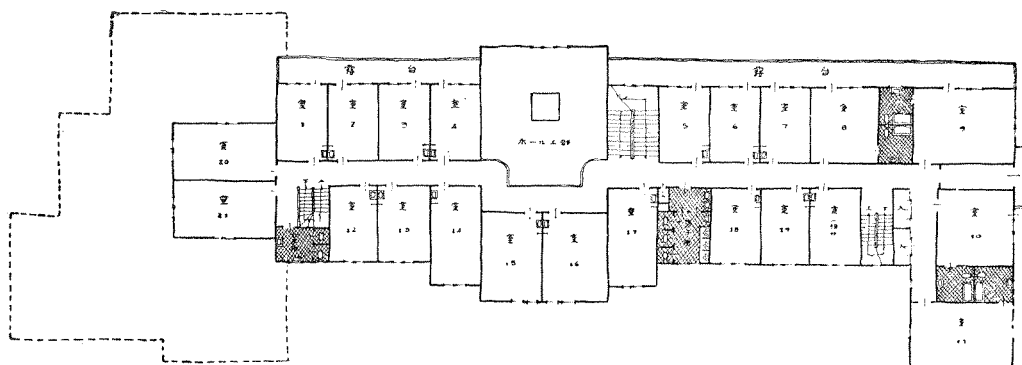 露台
露台
室 1
室 2
室 3
室 4
ホール上部
室 5
室 6
室 7
室 8
室 9
室 20
室 21
室 12
室 13
室
室 15
室 16
室 17
室 18
室 19
室
室 10
室